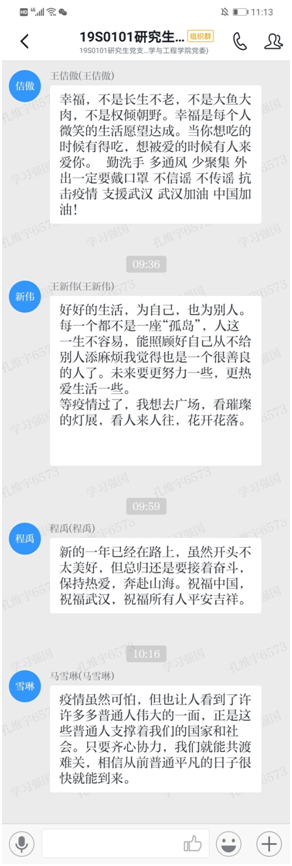 HD 4G 11:13
19S0101研究生... 组织群
19S0101研究生党支...学与工程学院党委)
佶傲
王佶傲(王佶傲)
幸福，不是长生不老，不是大鱼大
肉，不是权倾朝野。幸福是每个人
微笑的生活愿望达成。当你想吃的
时候有得吃，想被爱的时候有人来
爱你。 勤洗手 多通风 少聚集 外
出一定要戴口罩 不信谣 不传谣 抗
击疫情 支援武汉 武汉加油 中国加
油！
09:36
新伟
王新伟(王新伟)
好好的生活，为自己，也为别人。
每一个都不是一座“孤岛”，人这
一生不容易，能照顾好自己从不给
别人添麻烦我觉得也是一个很善良
的人了。未来要更努力一些，更热
爱生活一些。
等疫情过了，我想去广场，看璀璨
的灯展，看人来人往，花开花落。
09:59
程禹
程禹(程禹)
新的一年已经在路上，虽然开头不
太美好，但总归还是要接着奋斗，
保持热爱，奔赴山海。祝福中国，
祝福武汉，祝福所有人平安吉祥。
10:16
雪琳
马雪琳(马雪琳)
疫情虽然可怕，但也让人看到了许
许多多普通人伟大的一面，正是这
些普通人支撑着我们的国家和社
会。只要齐心协力，我们就能共渡
难关，相信从前普通平凡的日子很
快就能到来。
学习强国
孔维宇6573